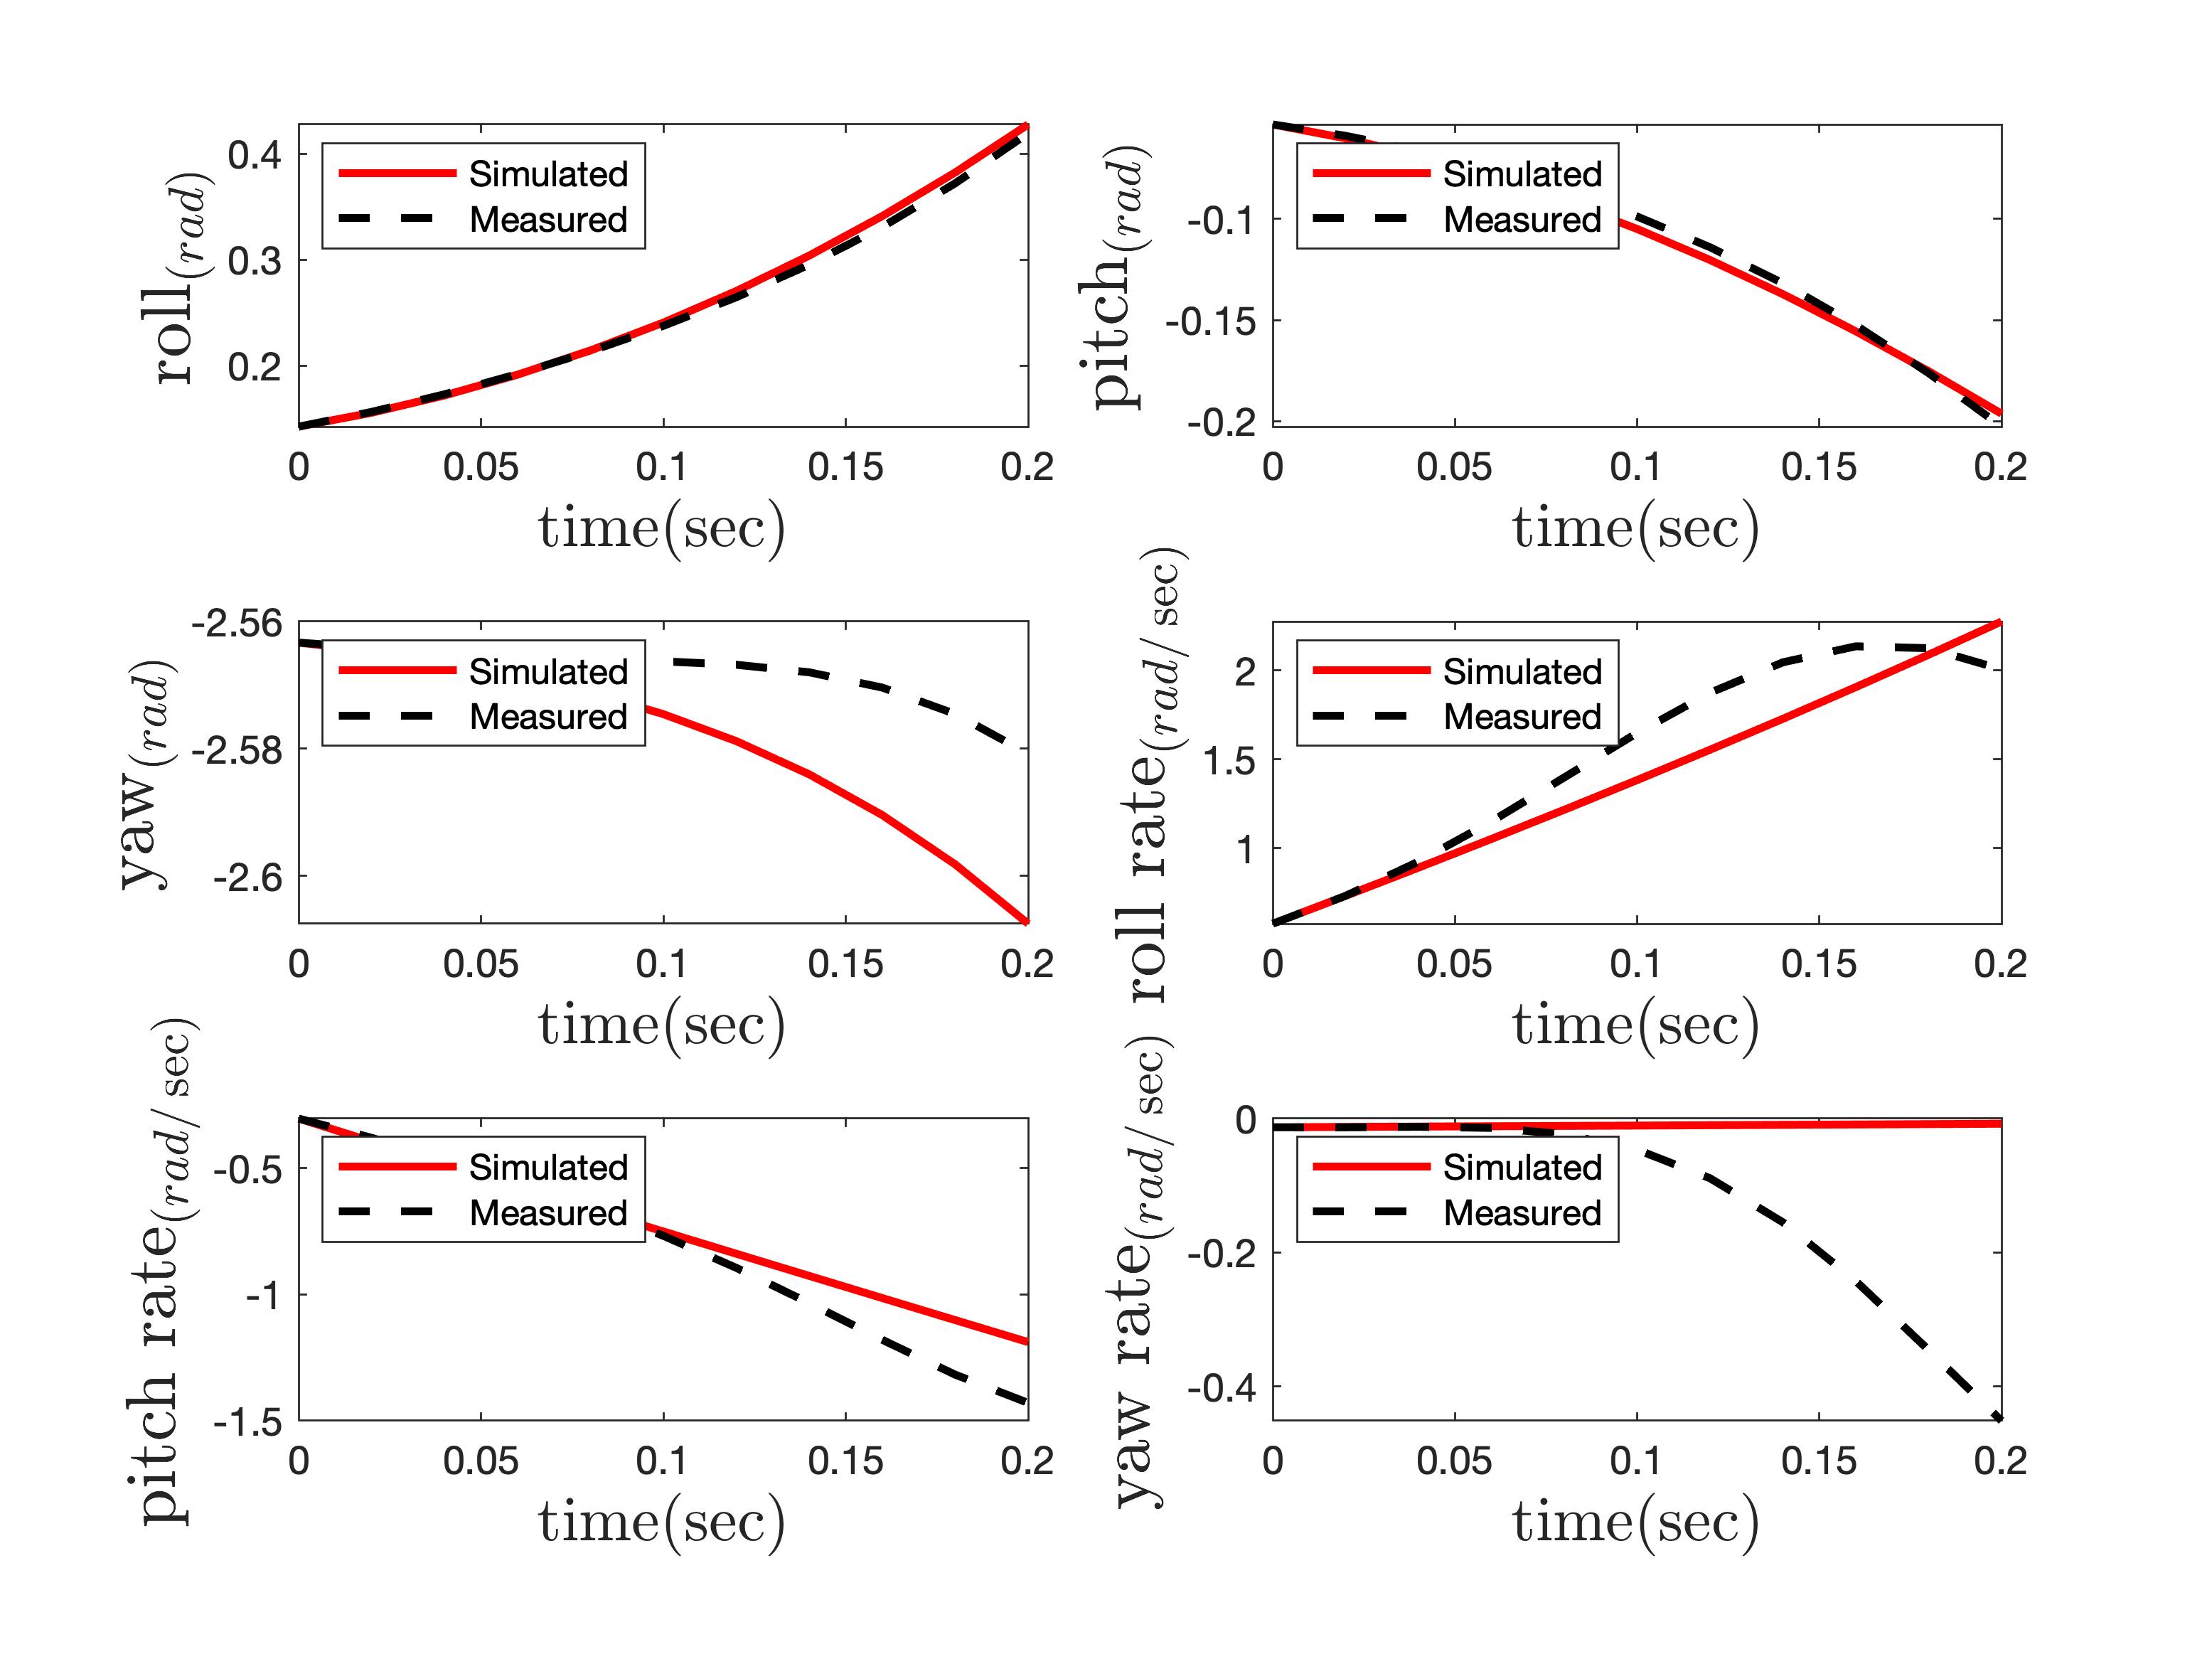 roll(rad)
0.4
0.3
0.2
Simulated
Measured
0 0.05 0.1 0.15 0.2
time(sec)
pitch(rad)
-0.1
-0.15
-0.2
Simulated
Measured
0 0.05 0.1 0.15 0.2
time(sec)
yaw(rad)
-2.56
-2.58
-2.6
Simulated
Measured
0 0.05 0.1 0.15 0.2
time(sec)
roll rate(rad/sec)
2
1.5
1
Simulated
Measured
0 0.05 0.1 0.15 0.2
time(sec)
pitch rate(rad/sec)
-0.5
-1
-1.5
Simulated
Measured
0 0.05 0.1 0.15 0.2
time(sec)
yaw rate(rad/sec)
0
-0.2
-0.4
Simulated
Measured
0 0.05 0.1 0.15 0.2
time(sec)